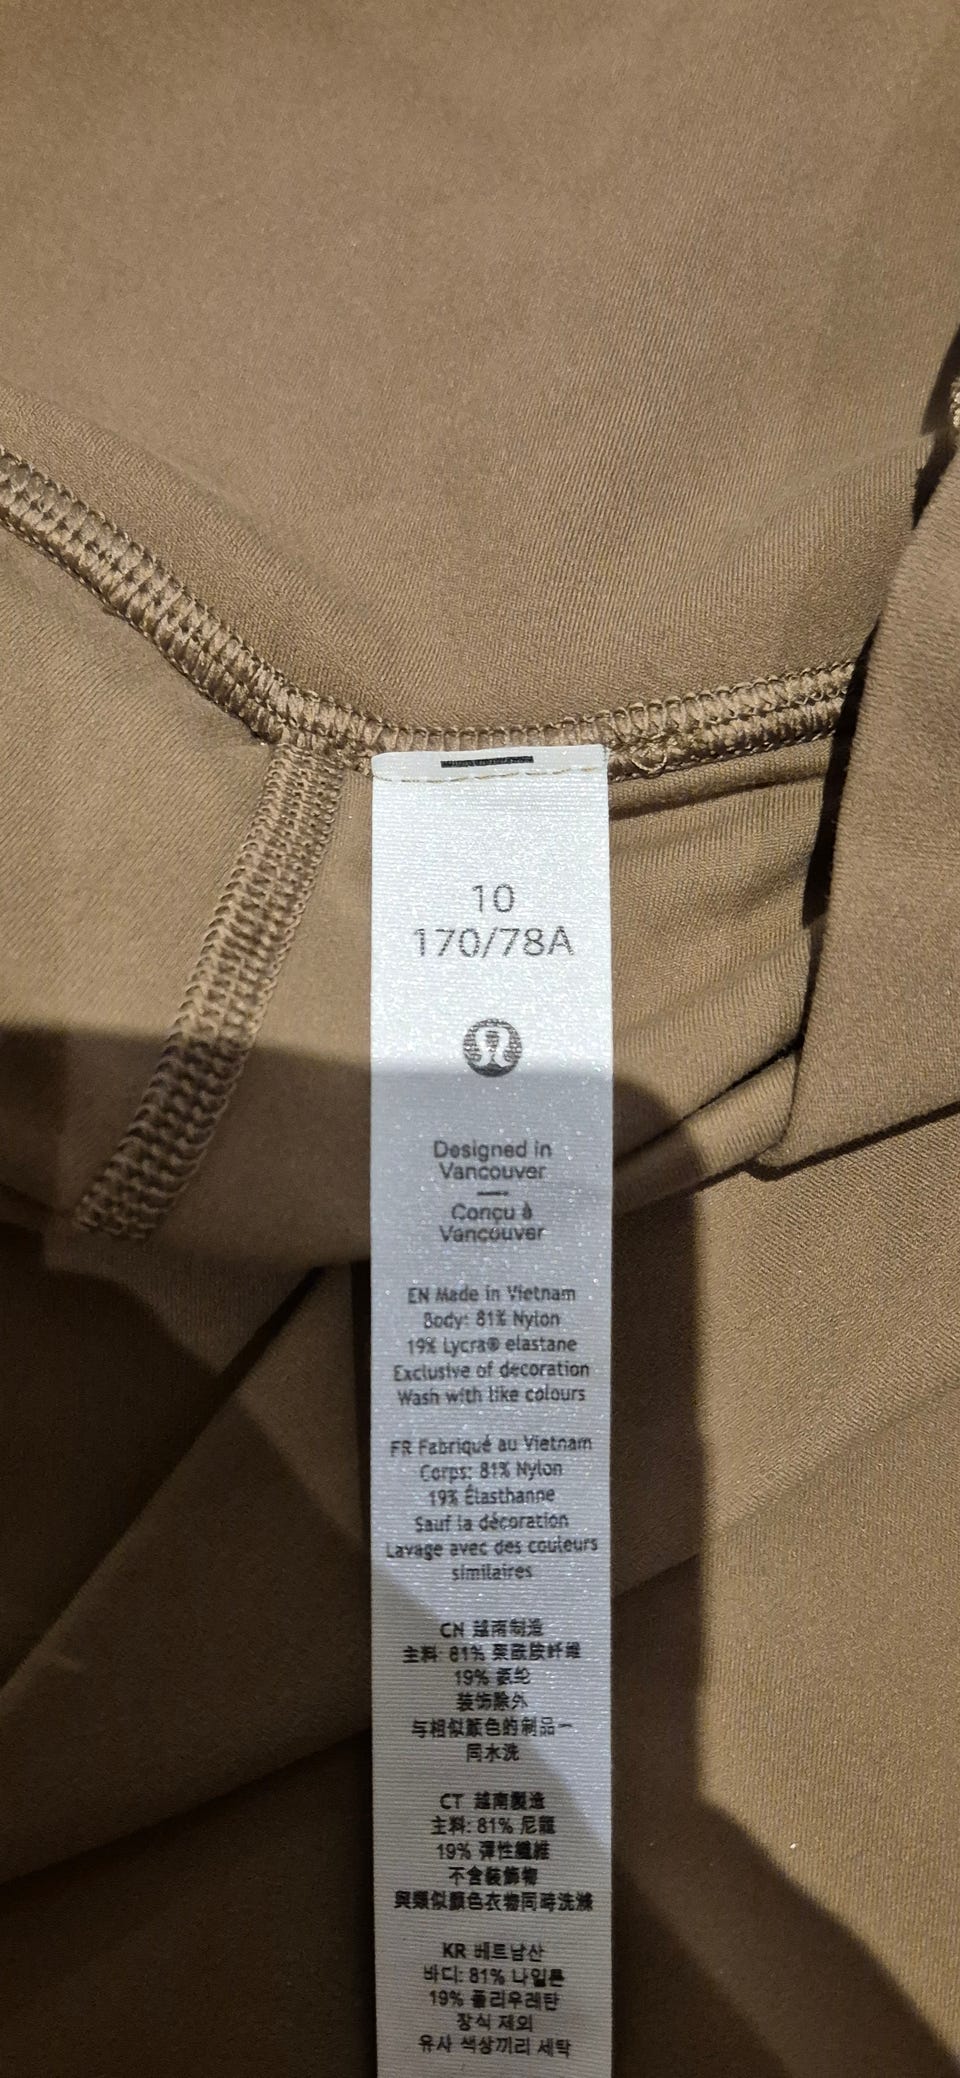 10
170/78A
Designed in
Vancouver
Conçu à
Vancouver
EN Made in Vietnam
Body: 81% Nylon
19% Lycra® elastane
Exclusive of decoration
Wash with like colours
FR Fabriqué au Vietnam
Corps: 81% Nylon
19% Élasthanne
Sauf la décoration
Lavage avec des couleurs
similaires
CN 越南制造
主料: 81% 聚酰胺纤维
19% 氨纶
装饰除外
与相似颜色的制品一
同水洗
CT 越南製造
主料: 81% 尼龍
19% 彈性纖維
不含裝飾物
與類似顏色衣物同時洗滌
KR 베트남산
바디: 81% 나일론
19% 폴리우레탄
장식 제외
유사 색상끼리 세탁